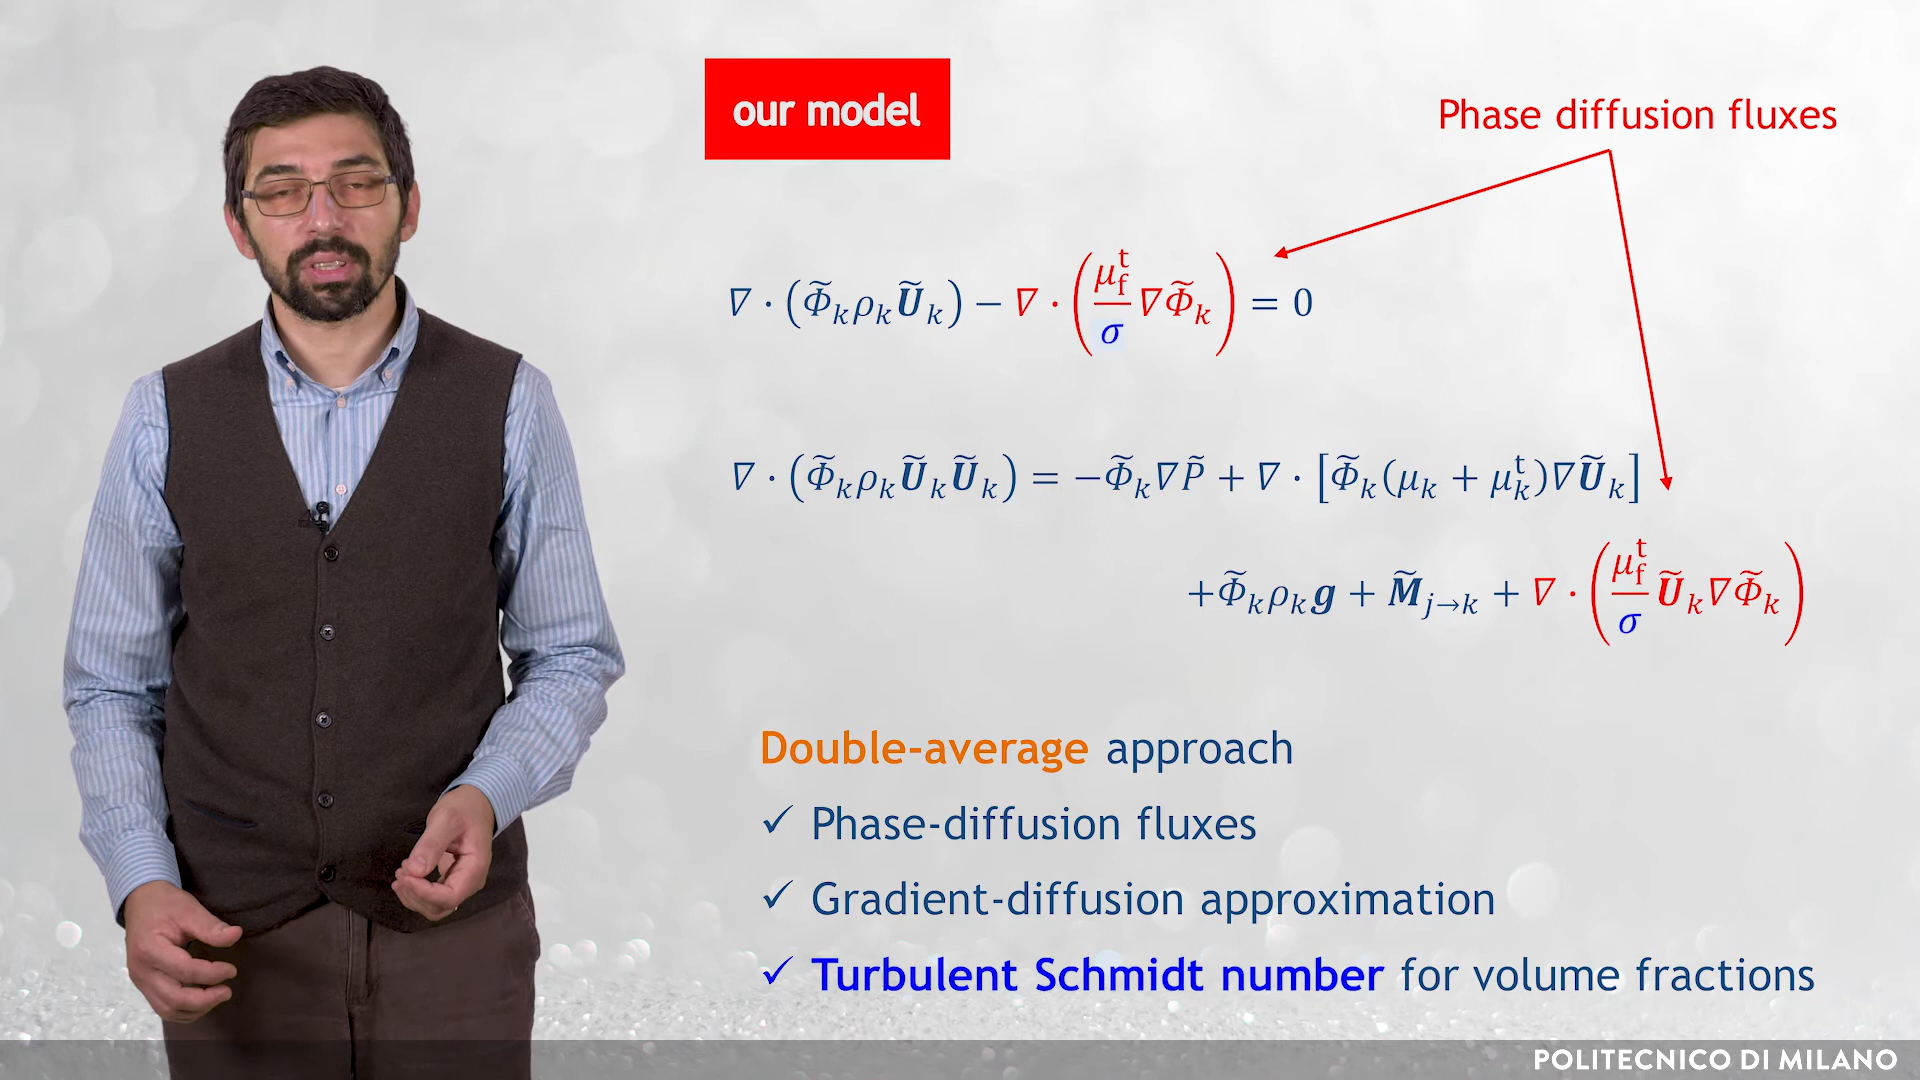 our model
Phase diffusion fluxes
∇ · (Φ̃ₖρₖŨₖ) − ∇ · (μ_f^t/σ ∇Φ̃ₖ) = 0
∇ · (Φ̃ₖρₖŨₖŨₖ) = −Φ̃ₖ∇P̃ + ∇ · [Φ̃ₖ(μₖ + μₖ^t)∇Ũₖ]
+Φ̃ₖρₖg + M̃_{j→k} + ∇ · (μ_f^t/σ Ũₖ∇Φ̃ₖ)
Double-average approach
✓ Phase-diffusion fluxes
✓ Gradient-diffusion approximation
✓ Turbulent Schmidt number for volume fractions
POLITECNICO DI MILANO